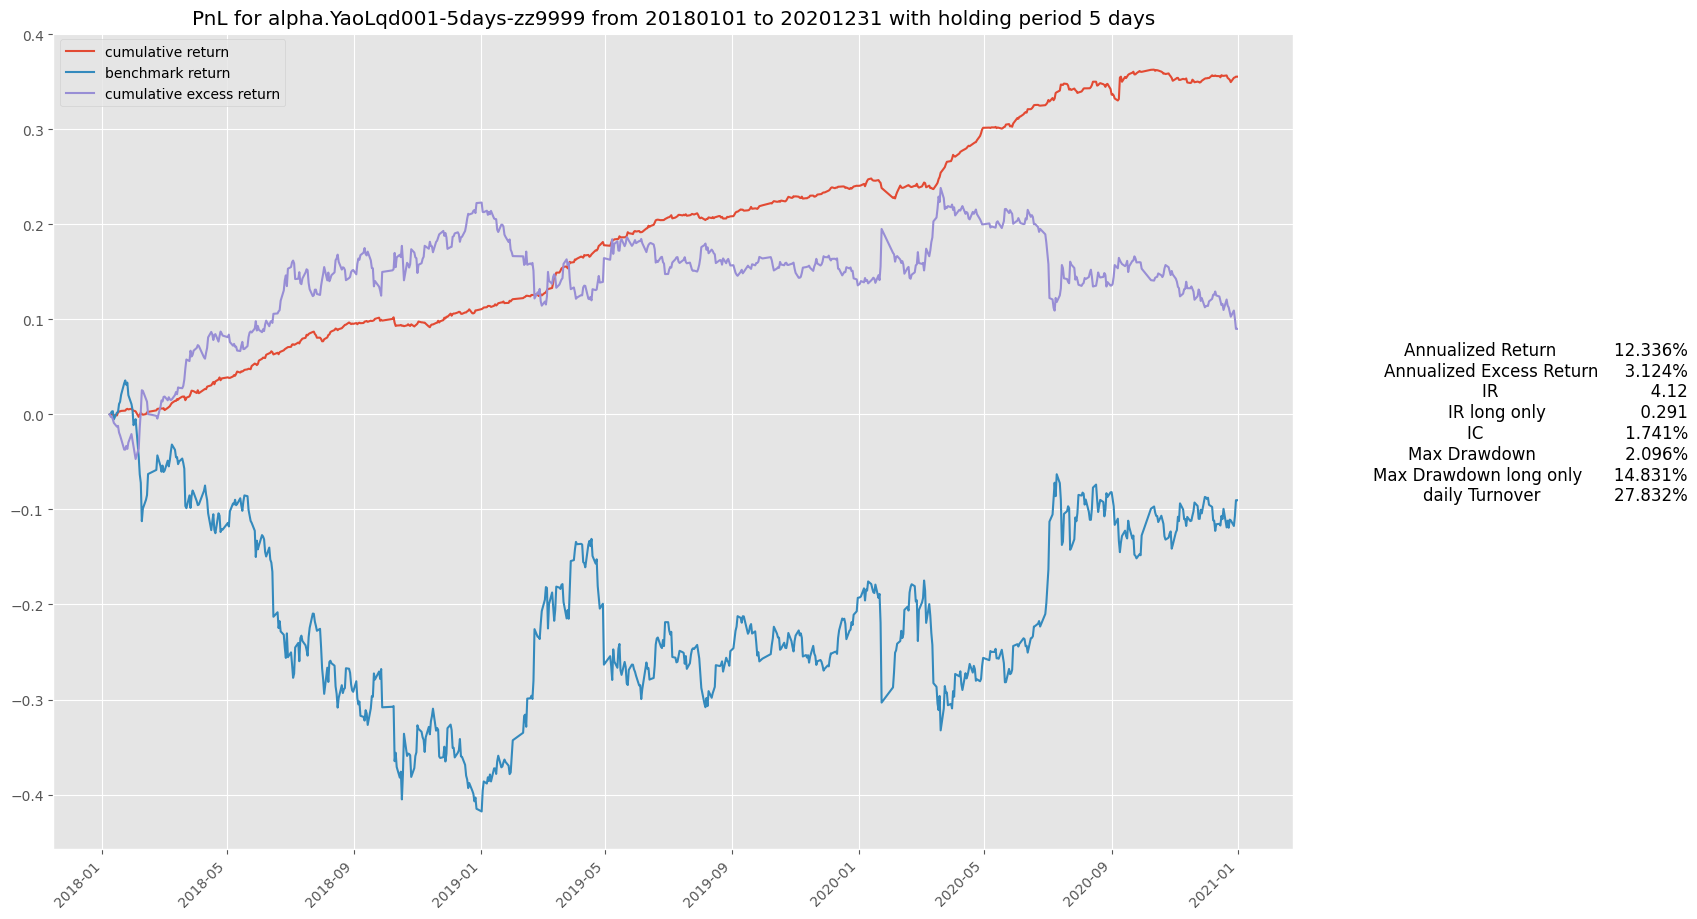 PnL for alpha.YaoLqd001-5days-zz9999 from 20180101 to 20201231 with holding period 5 days
cumulative return
benchmark return
cumulative excess return
0.4
0.3
0.2
0.1
0.0
−0.1
−0.2
−0.3
−0.4
2018-01
2018-05
2018-09
2019-01
2019-05
2019-09
2020-01
2020-05
2020-09
2021-01
Annualized Return 12.336%
Annualized Excess Return 3.124%
IR 4.12
IR long only 0.291
IC 1.741%
Max Drawdown 2.096%
Max Drawdown long only 14.831%
daily Turnover 27.832%